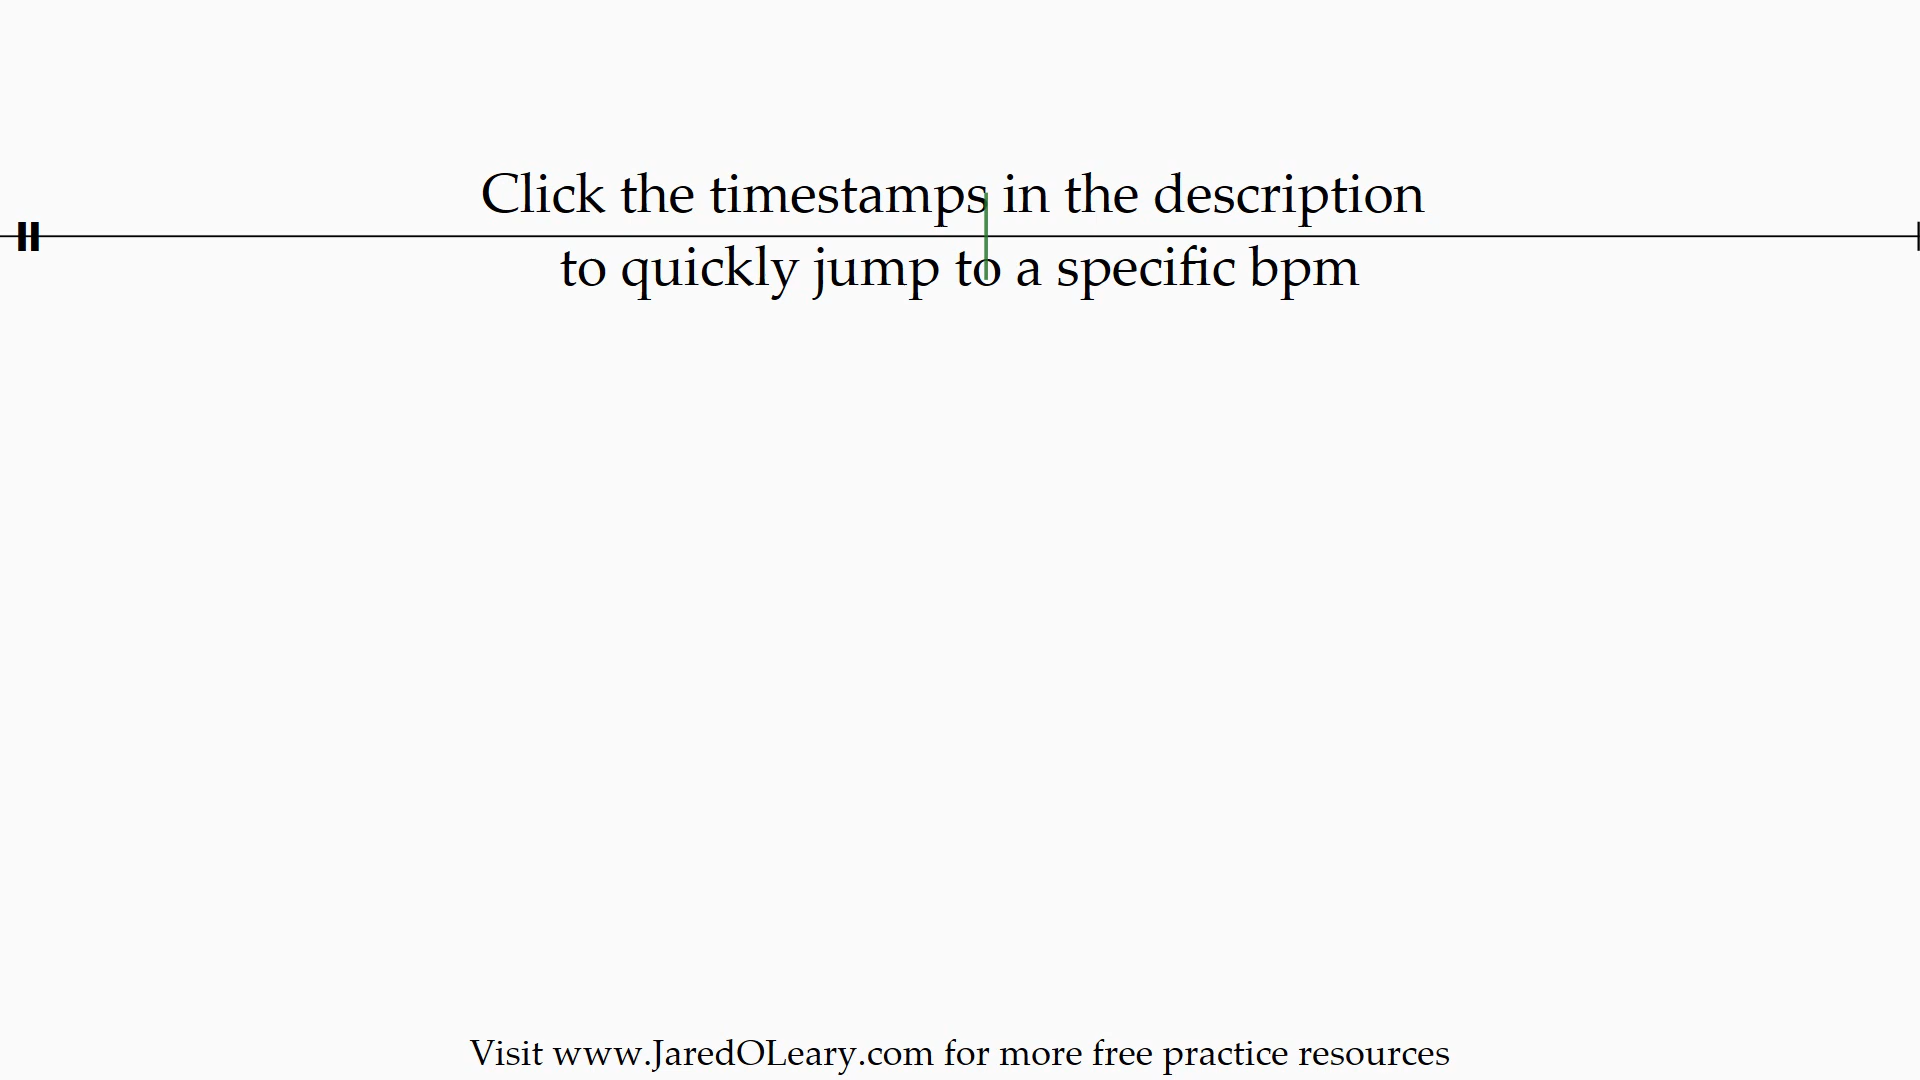 Click the timestamps in the description
to quickly jump to a specific bpm
Visit www.JaredOLeary.com for more free practice resources